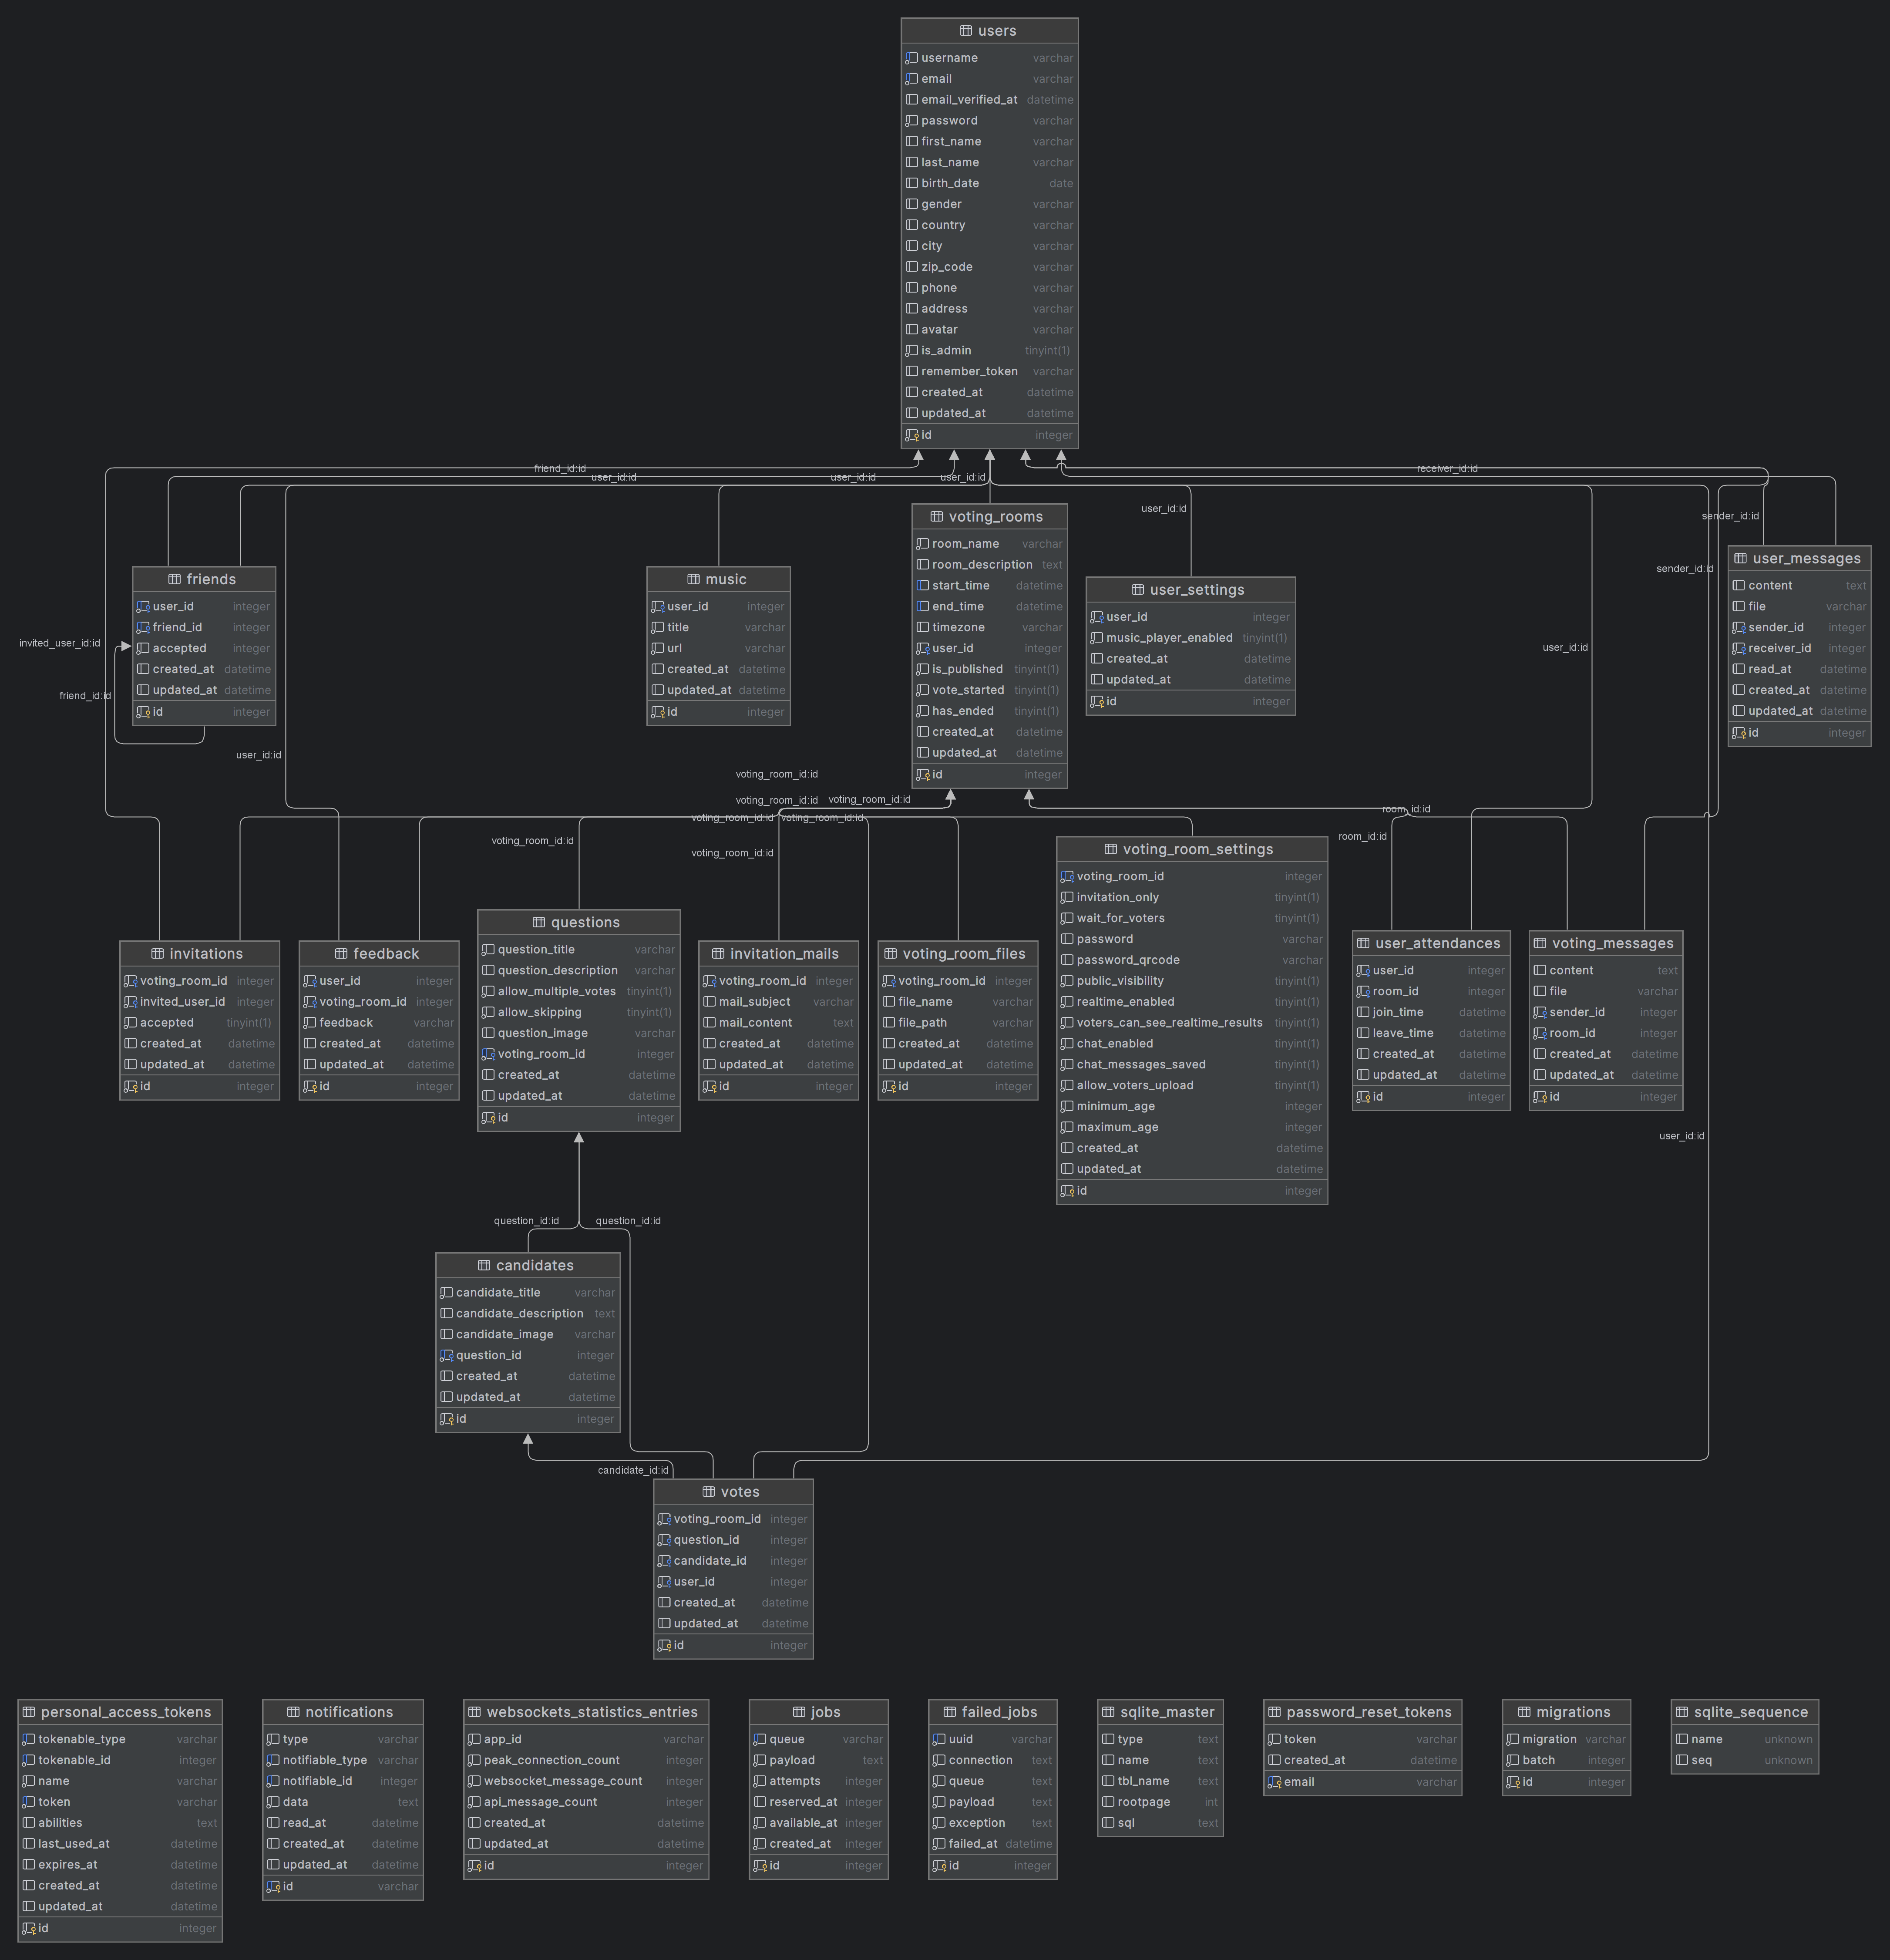 users
username varchar
email varchar
email_verified_at datetime
password varchar
first_name varchar
last_name varchar
birth_date date
gender varchar
country varchar
city varchar
zip_code varchar
phone varchar
address varchar
avatar varchar
is_admin tinyint(1)
remember_token varchar
created_at datetime
updated_at datetime
id integer
friend_id:id
receiver_id:id
user_id:id
user_id:id
user_id:id
user_id:id
sender_id:id
sender_id:id
invited_user_id:id
user_id:id
friend_id:id
user_id:id
friends
user_id integer
friend_id integer
accepted integer
created_at datetime
updated_at datetime
id integer
music
user_id integer
title varchar
url varchar
created_at datetime
updated_at datetime
id integer
voting_rooms
room_name varchar
room_description text
start_time datetime
end_time datetime
timezone varchar
user_id integer
is_published tinyint(1)
vote_started tinyint(1)
has_ended tinyint(1)
created_at datetime
updated_at datetime
id integer
user_settings
user_id integer
music_player_enabled tinyint(1)
created_at datetime
updated_at datetime
id integer
user_messages
content text
file varchar
sender_id integer
receiver_id integer
read_at datetime
created_at datetime
updated_at datetime
id integer
voting_room_id:id
voting_room_id:id
voting_room_id:id
room_id:id
voting_room_id:id
voting_room_id:id
room_id:id
voting_room_id:id
voting_room_id:id
invitations
voting_room_id integer
invited_user_id integer
accepted tinyint(1)
created_at datetime
updated_at datetime
id integer
feedback
user_id integer
voting_room_id integer
feedback varchar
created_at datetime
updated_at datetime
id integer
questions
question_title varchar
question_description varchar
allow_multiple_votes tinyint(1)
allow_skipping tinyint(1)
question_image varchar
voting_room_id integer
created_at datetime
updated_at datetime
id integer
invitation_mails
voting_room_id integer
mail_subject varchar
mail_content text
created_at datetime
updated_at datetime
id integer
voting_room_files
voting_room_id integer
file_name varchar
file_path varchar
created_at datetime
updated_at datetime
id integer
voting_room_settings
voting_room_id integer
invitation_only tinyint(1)
wait_for_voters tinyint(1)
password varchar
password_qrcode varchar
public_visibility tinyint(1)
realtime_enabled tinyint(1)
voters_can_see_realtime_results tinyint(1)
chat_enabled tinyint(1)
chat_messages_saved tinyint(1)
allow_voters_upload tinyint(1)
minimum_age integer
maximum_age integer
created_at datetime
updated_at datetime
id integer
user_attendances
user_id integer
room_id integer
join_time datetime
leave_time datetime
created_at datetime
updated_at datetime
id integer
voting_messages
content text
file varchar
sender_id integer
room_id integer
created_at datetime
updated_at datetime
id integer
user_id:id
question_id:id
question_id:id
candidates
candidate_title varchar
candidate_description text
candidate_image varchar
question_id integer
created_at datetime
updated_at datetime
id integer
candidate_id:id
votes
voting_room_id integer
question_id integer
candidate_id integer
user_id integer
created_at datetime
updated_at datetime
id integer
personal_access_tokens
tokenable_type varchar
tokenable_id integer
name varchar
token varchar
abilities text
last_used_at datetime
expires_at datetime
created_at datetime
updated_at datetime
id integer
notifications
type varchar
notifiable_type varchar
notifiable_id integer
data text
read_at datetime
created_at datetime
updated_at datetime
id varchar
websockets_statistics_entries
app_id varchar
peak_connection_count integer
websocket_message_count integer
api_message_count integer
created_at datetime
updated_at datetime
id integer
jobs
queue varchar
payload text
attempts integer
reserved_at integer
available_at integer
created_at integer
id integer
failed_jobs
uuid varchar
connection text
queue text
payload text
exception text
failed_at datetime
id integer
sqlite_master
type text
name text
tbl_name text
rootpage int
sql text
password_reset_tokens
token varchar
created_at datetime
email varchar
migrations
migration varchar
batch integer
id integer
sqlite_sequence
name unknown
seq unknown